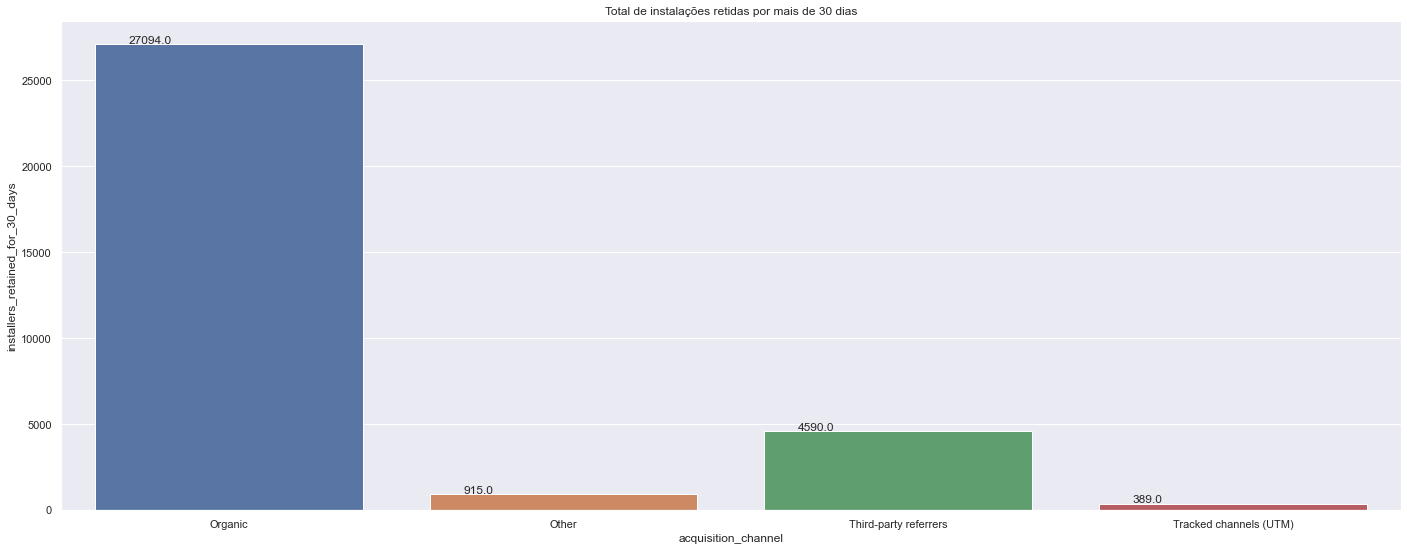 Total de instalações retidas por mais de 30 dias
installers_retained_for_30_days
25000
20000
15000
10000
5000
0
27094.0
915.0
4590.0
389.0
Organic
Other
Third-party referrers
Tracked channels (UTM)
acquisition_channel